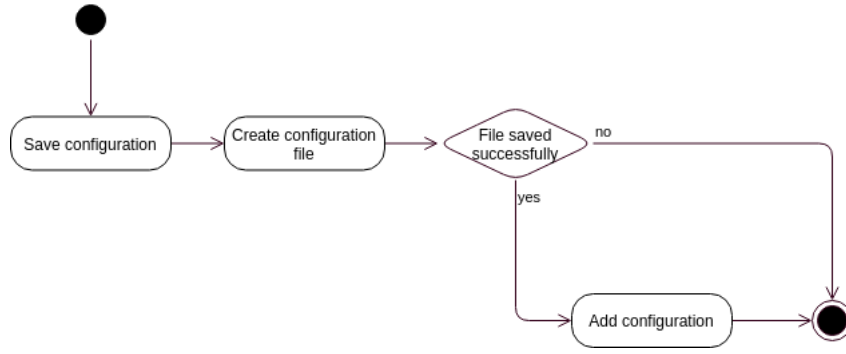 Save configuration
Create configuration
file
File saved
successfully
no
yes
Add configuration